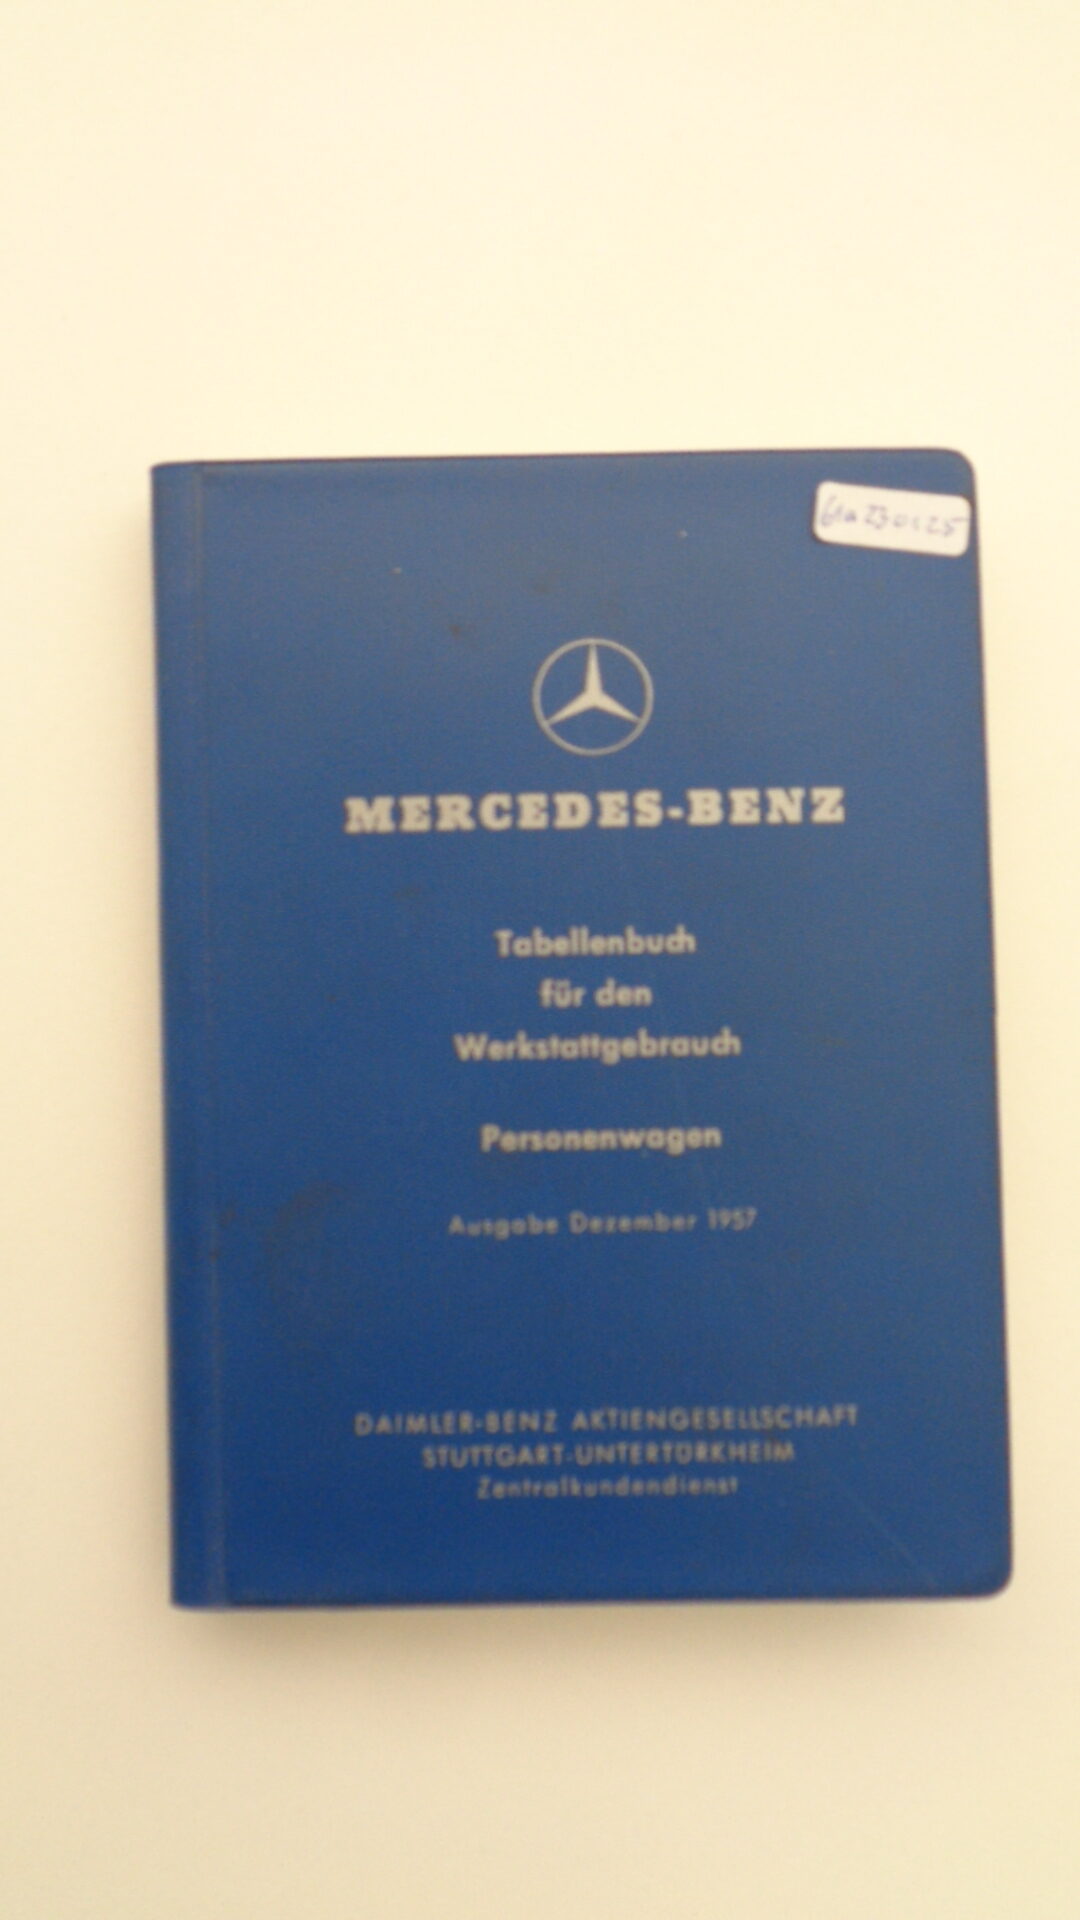 MERCEDES-BENZ
Tabellenbuch
für den
Werkstattgebrauch
Personenwagen
Ausgabe Dezember 1957
DAIMLER-BENZ AKTIENGESELLSCHAFT
STUTTGART-UNTERTÜRKHEIM
Zentralkundendienst